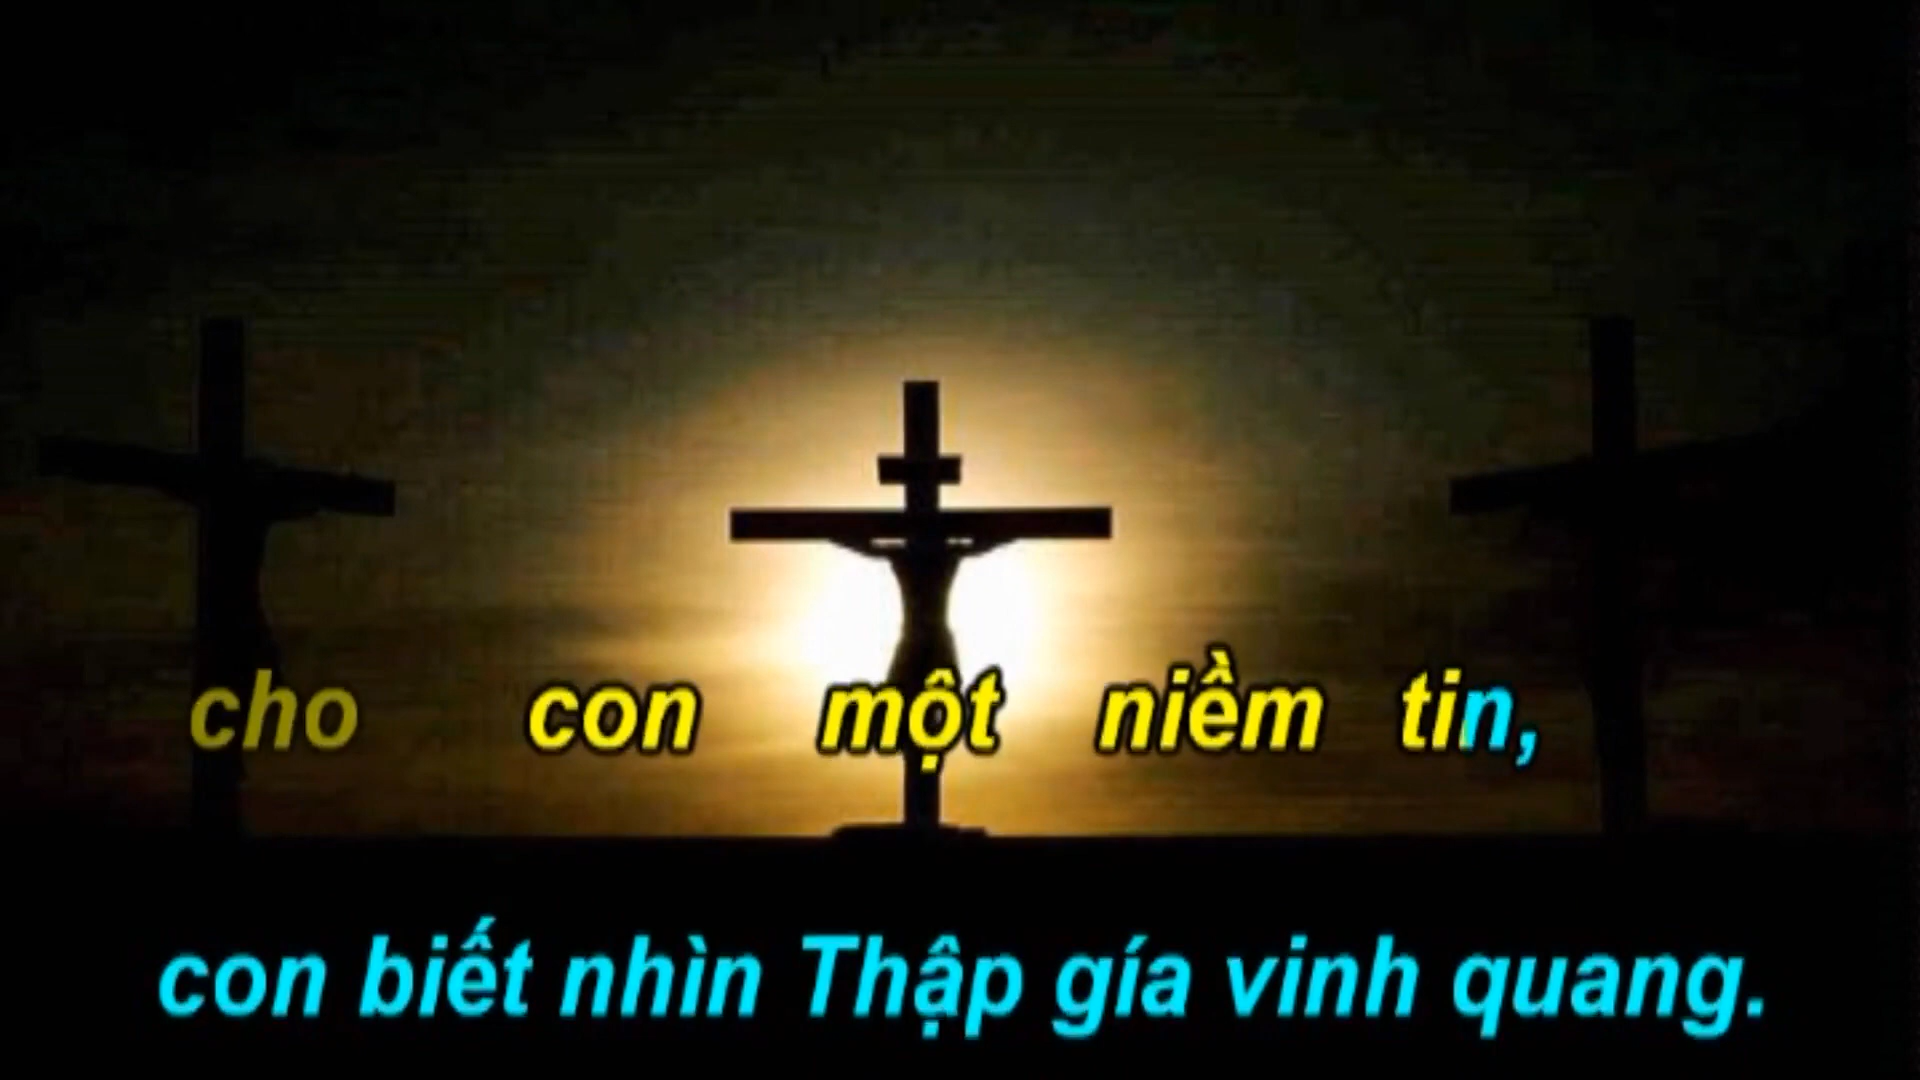 cho con một niềm tin,
con biết nhìn Thập gía vinh quang.